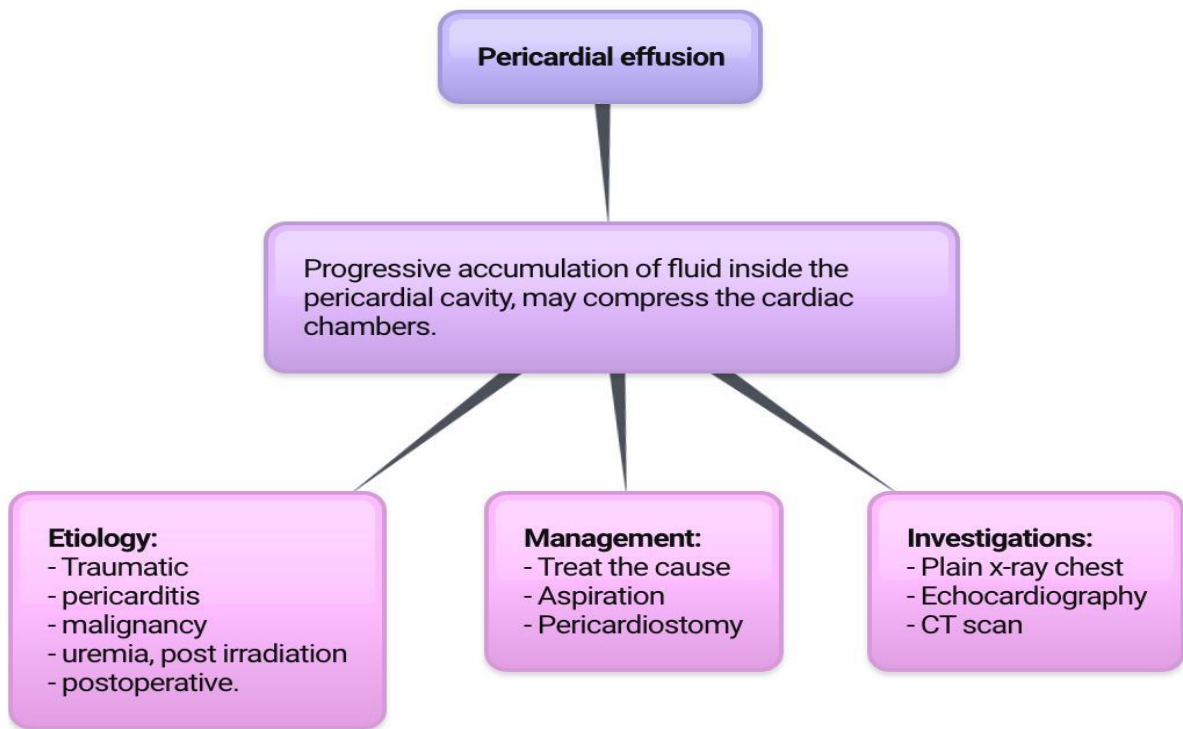 Pericardial effusion
Progressive accumulation of fluid inside the
pericardial cavity, may compress the cardiac
chambers.
Etiology:
- Traumatic
- pericarditis
- malignancy
- uremia, post irradiation
- postoperative.
Management:
- Treat the cause
- Aspiration
- Pericardiostomy
Investigations:
- Plain x-ray chest
- Echocardiography
- CT scan